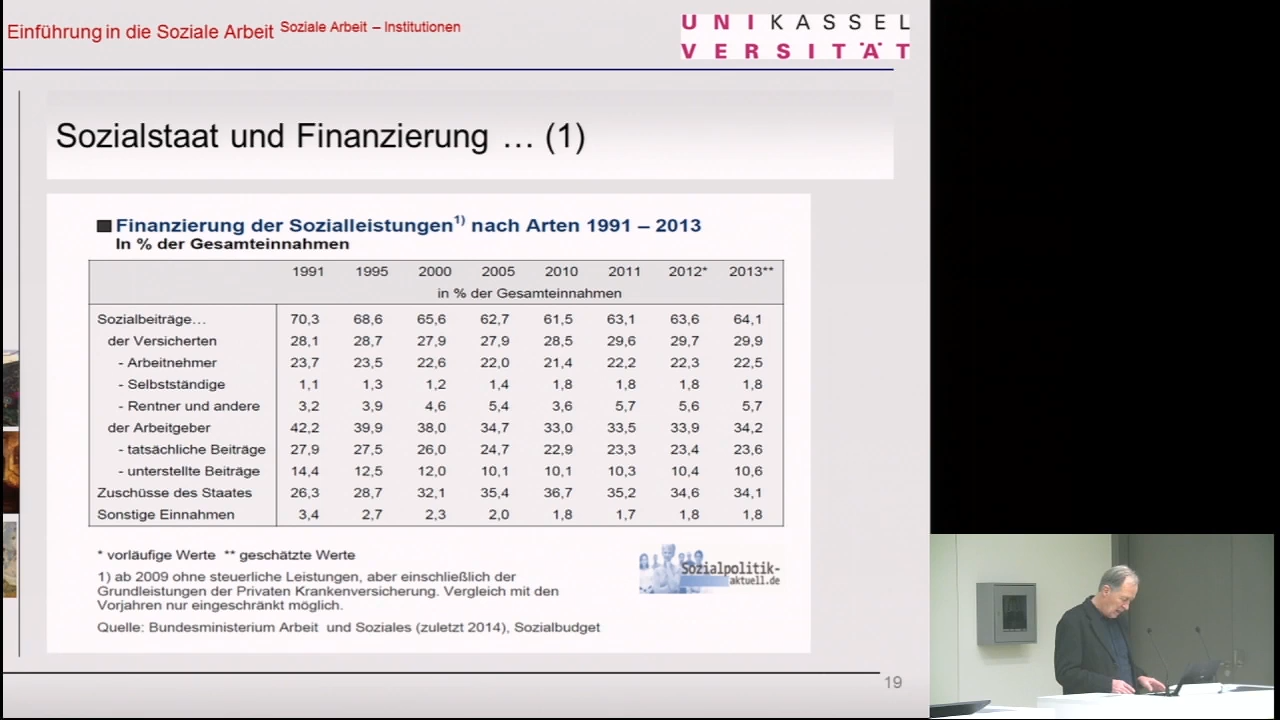 Einführung in die Soziale Arbeit Soziale Arbeit – Institutionen
UNIKASSEL
VERSITÄT
Sozialstaat und Finanzierung … (1)
Finanzierung der Sozialleistungen1) nach Arten 1991 – 2013
In % der Gesamteinnahmen
1991 1995 2000 2005 2010 2011 2012* 2013**
in % der Gesamteinnahmen
Sozialbeiträge… 70,3 68,6 65,6 62,7 61,5 63,1 63,6 64,1
der Versicherten 28,1 28,7 27,9 27,9 28,5 29,6 29,7 29,9
- Arbeitnehmer 23,7 23,5 22,6 22,0 21,4 22,2 22,3 22,5
- Selbstständige 1,1 1,3 1,2 1,4 1,8 1,8 1,8 1,8
- Rentner und andere 3,2 3,9 4,6 5,4 3,6 5,7 5,6 5,7
der Arbeitgeber 42,2 39,9 38,0 34,7 33,0 33,5 33,9 34,2
- tatsächliche Beiträge 27,9 27,5 26,0 24,7 22,9 23,3 23,4 23,6
- unterstellte Beiträge 14,4 12,5 12,0 10,1 10,1 10,3 10,4 10,6
Zuschüsse des Staates 26,3 28,7 32,1 35,4 36,7 35,2 34,6 34,1
Sonstige Einnahmen 3,4 2,7 2,3 2,0 1,8 1,7 1,8 1,8
* vorläufige Werte ** geschätzte Werte
1) ab 2009 ohne steuerliche Leistungen, aber einschließlich der
Grundleistungen der Privaten Krankenversicherung. Vergleich mit den
Vorjahren nur eingeschränkt möglich.
Sozialpolitik-
aktuell.de
Quelle: Bundesministerium Arbeit und Soziales (zuletzt 2014), Sozialbudget
19